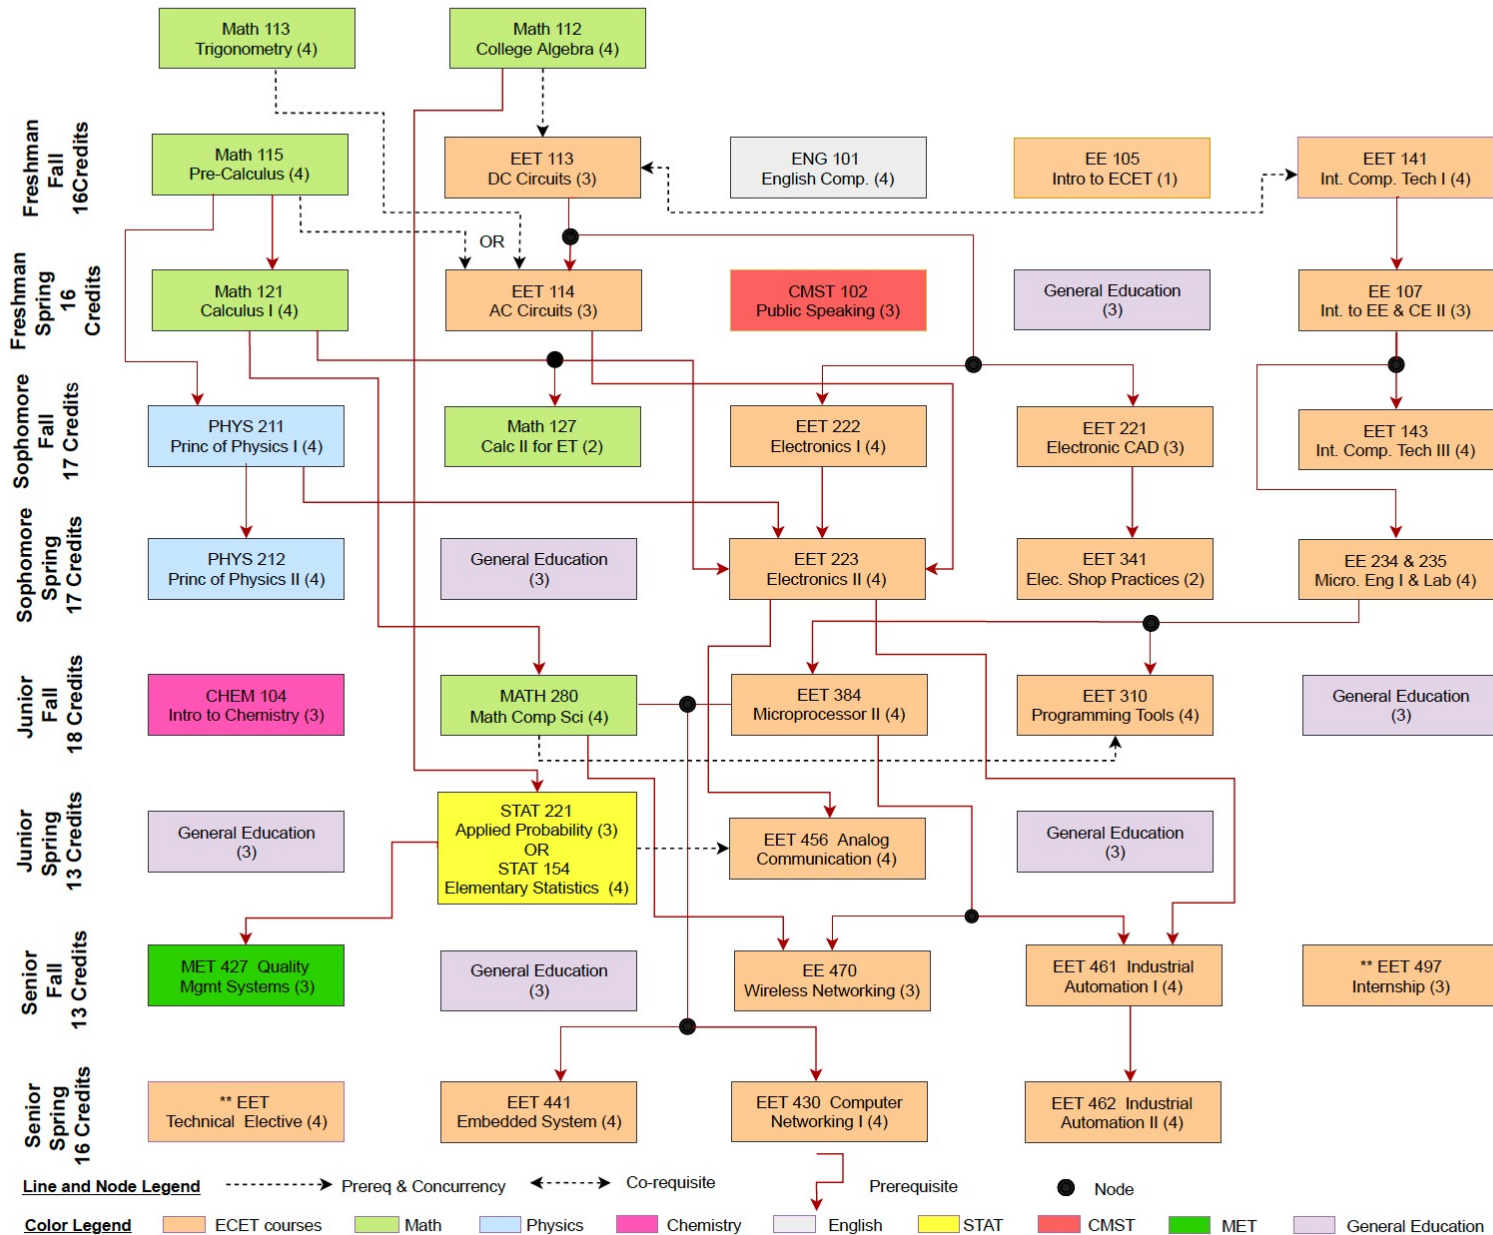 Math 113
Trigonometry (4)
Math 112
College Algebra (4)
Freshman
Fall
16Credits
Math 115
Pre-Calculus (4)
EET 113
DC Circuits (3)
ENG 101
English Comp. (4)
EE 105
Intro to ECET (1)
EET 141
Int. Comp. Tech I (4)
OR
Freshman
Spring
16
Credits
Math 121
Calculus I (4)
EET 114
AC Circuits (3)
CMST 102
Public Speaking (3)
General Education
(3)
EE 107
Int. to EE & CE II (3)
Sophomore
Fall
17 Credits
PHYS 211
Princ of Physics I (4)
Math 127
Calc II for ET (2)
EET 222
Electronics I (4)
EET 221
Electronic CAD (3)
EET 143
Int. Comp. Tech III (4)
Sophomore
Spring
17 Credits
PHYS 212
Princ of Physics II (4)
General Education
(3)
EET 223
Electronics II (4)
EET 341
Elec. Shop Practices (2)
EE 234 & 235
Micro. Eng I & Lab (4)
Junior
Fall
18 Credits
CHEM 104
Intro to Chemistry (3)
MATH 280
Math Comp Sci (4)
EET 384
Microprocessor II (4)
EET 310
Programming Tools (4)
General Education
(3)
Junior
Spring
13 Credits
General Education
(3)
STAT 221
Applied Probability (3)
OR
STAT 154
Elementary Statistics (4)
EET 456 Analog
Communication (4)
General Education
(3)
Senior
Fall
13 Credits
MET 427 Quality
Mgmt Systems (3)
General Education
(3)
EE 470
Wireless Networking (3)
EET 461 Industrial
Automation I (4)
** EET 497
Internship (3)
Senior
Spring
16 Credits
** EET
Technical Elective (4)
EET 441
Embedded System (4)
EET 430 Computer
Networking I (4)
EET 462 Industrial
Automation II (4)
Line and Node Legend
Prereq & Concurrency
Co-requisite
Prerequisite
Node
Color Legend
ECET courses
Math
Physics
Chemistry
English
STAT
CMST
MET
General Education